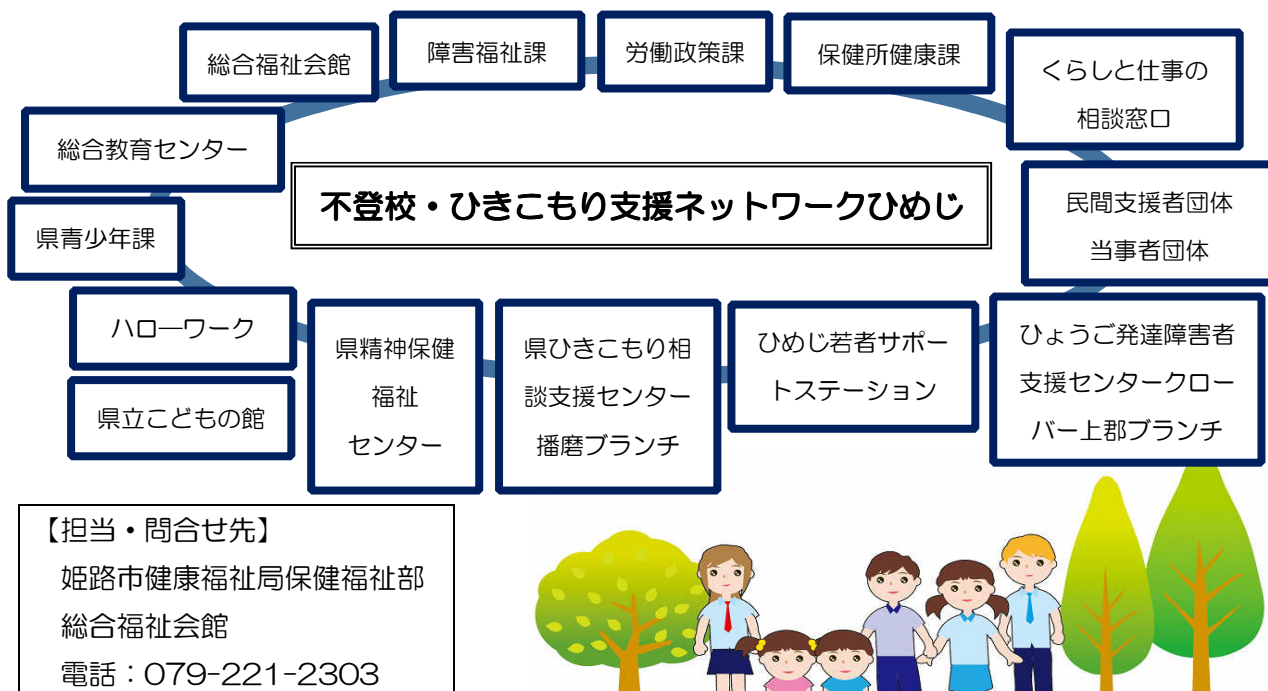 総合福祉会館
障害福祉課
労働政策課
保健所健康課
くらしと仕事の
相談窓口
総合教育センター
不登校・ひきこもり支援ネットワークひめじ
民間支援者団体
当事者団体
県青少年課
ハロ―ワーク
県立こどもの館
県精神保健
福祉
センター
県ひきこもり相
談支援センター
播磨ブランチ
ひめじ若者サポー
トステーション
ひょうご発達障害者
支援センタークロー
バー上郡ブランチ
【担当・問合せ先】
姫路市健康福祉局保健福祉部
総合福祉会館
電話：079-221-2303